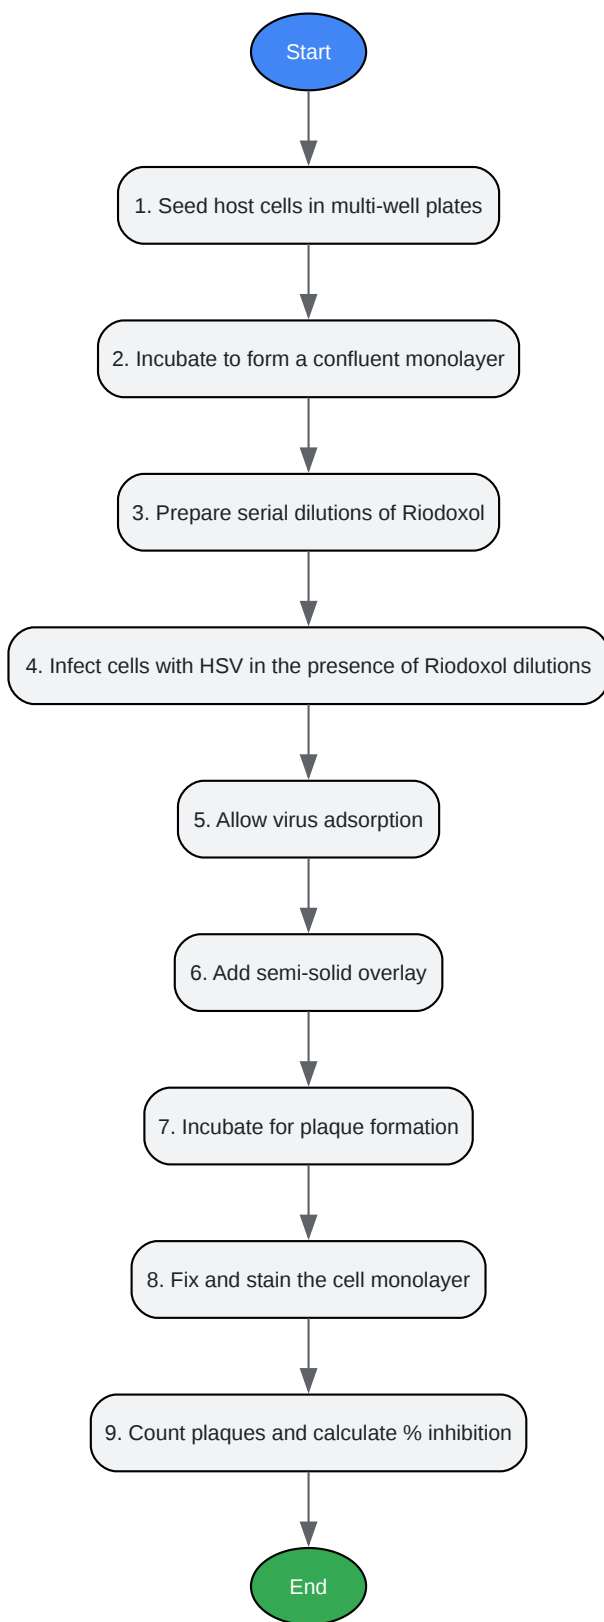 Start
1. Seed host cells in multi-well plates
2. Incubate to form a confluent monolayer
3. Prepare serial dilutions of Riodoxol
4. Infect cells with HSV in the presence of Riodoxol dilutions
5. Allow virus adsorption
6. Add semi-solid overlay
7. Incubate for plaque formation
8. Fix and stain the cell monolayer
9. Count plaques and calculate % inhibition
End